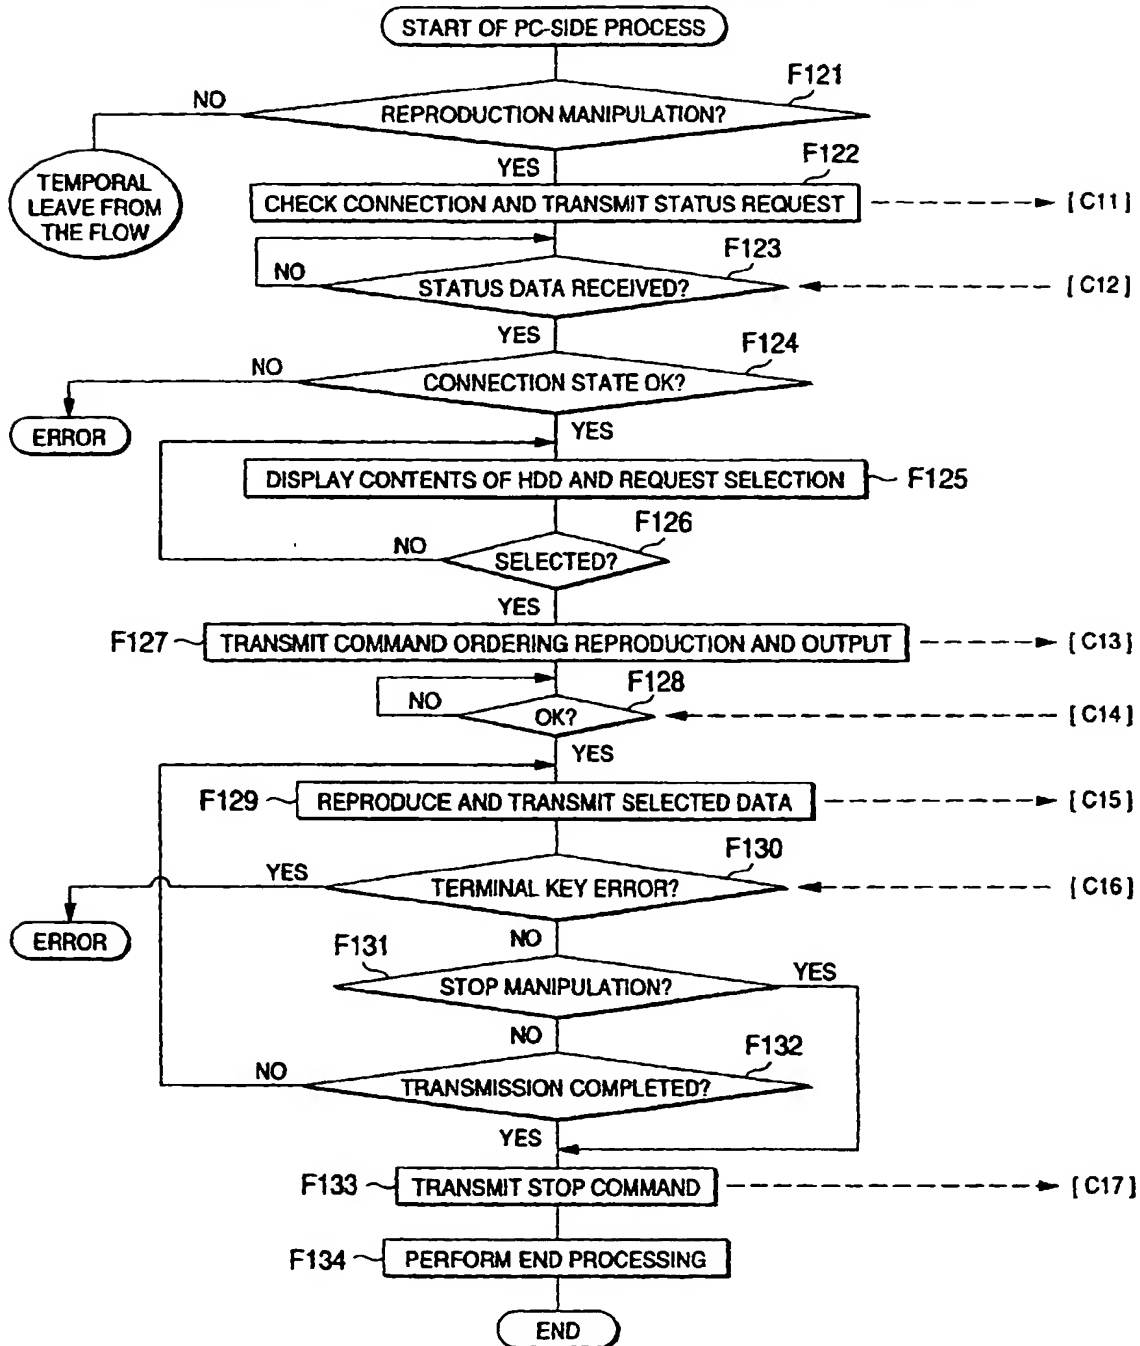 START OF PC-SIDE PROCESS
F121
NO
REPRODUCTION MANIPULATION?
YES
F122
TEMPORAL
LEAVE FROM
THE FLOW
CHECK CONNECTION AND TRANSMIT STATUS REQUEST
[C11]
F123
NO
STATUS DATA RECEIVED?
[C12]
YES
F124
NO
CONNECTION STATE OK?
ERROR
YES
DISPLAY CONTENTS OF HDD AND REQUEST SELECTION
F125
F126
NO
SELECTED?
YES
F127
TRANSMIT COMMAND ORDERING REPRODUCTION AND OUTPUT
[C13]
F128
NO
OK?
[C14]
YES
F129
REPRODUCE AND TRANSMIT SELECTED DATA
[C15]
F130
YES
TERMINAL KEY ERROR?
[C16]
ERROR
NO
F131
STOP MANIPULATION?
YES
NO
F132
NO
TRANSMISSION COMPLETED?
YES
F133
TRANSMIT STOP COMMAND
[C17]
F134
PERFORM END PROCESSING
END